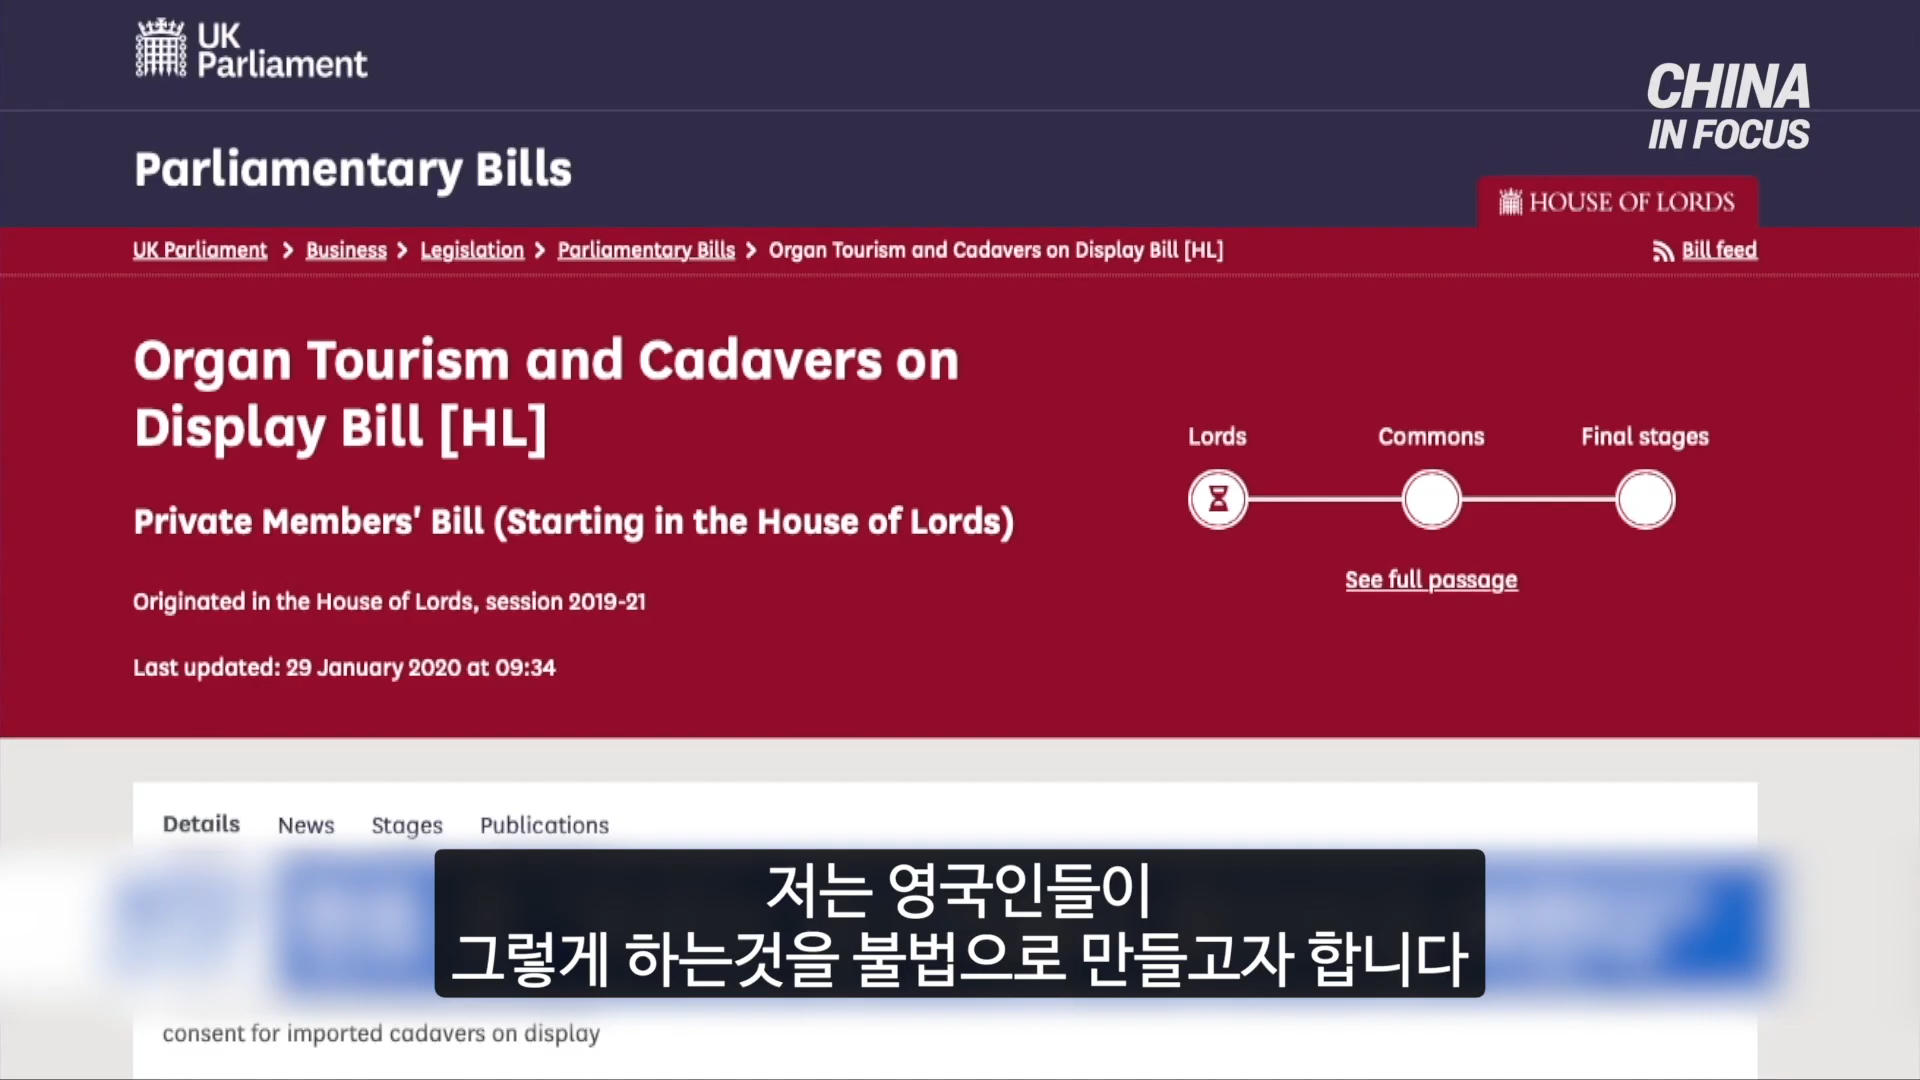 UK
Parliament
CHINA
IN FOCUS
Parliamentary Bills
HOUSE OF LORDS
UK Parliament > Business > Legislation > Parliamentary Bills > Organ Tourism and Cadavers on Display Bill [HL]
Bill feed
Organ Tourism and Cadavers on
Display Bill [HL]
Lords Commons Final stages
Private Members' Bill (Starting in the House of Lords)
See full passage
Originated in the House of Lords, session 2019-21
Last updated: 29 January 2020 at 09:34
Details News Stages Publications
저는 영국인들이
그렇게 하는것을 불법으로 만들고자 합니다
consent for imported cadavers on display